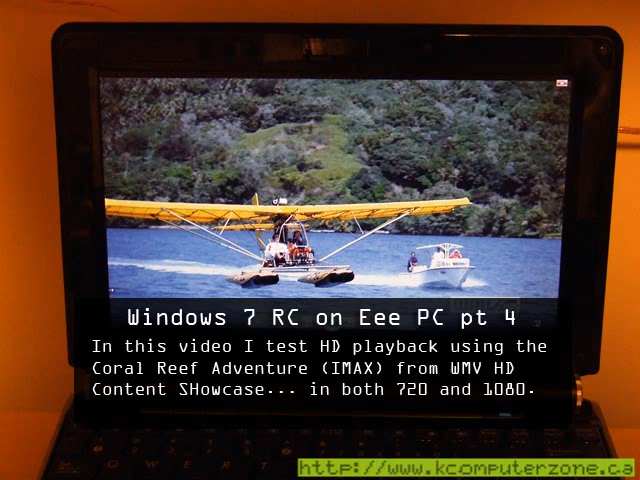 Windows 7 RC on Eee PC pt 4
In this video I test HD playback using the
Coral Reef Adventure (IMAX) from WMV HD
Content SHowcase... in both 720 and 1080.
Q W E R T
http://www.kcomputerzone.ca